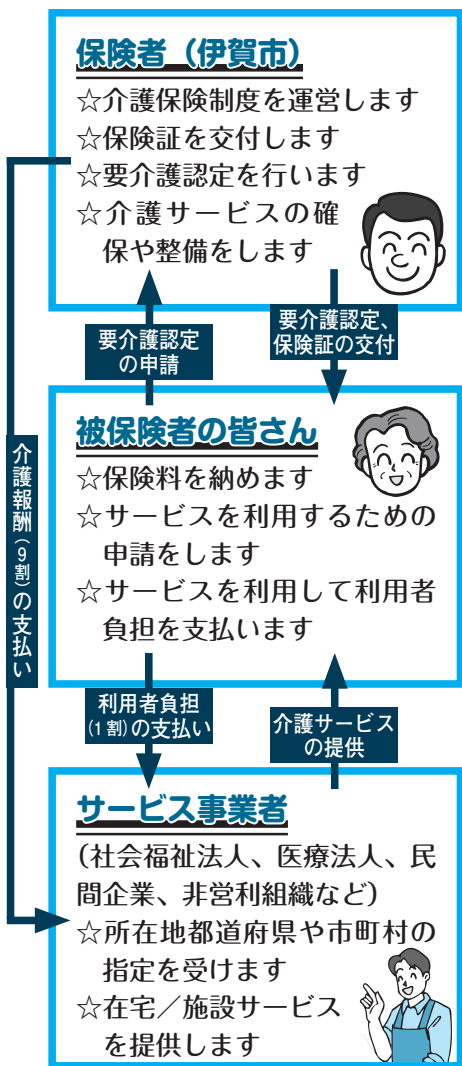 保険者（伊賀市）
☆介護保険制度を運営します
☆保険証を交付します
☆要介護認定を行います
☆介護サービスの確
保や整備をします
要介護認定
の申請
要介護認定、
保険証の交付
被保険者の皆さん
☆保険料を納めます
☆サービスを利用するための
申請をします
☆サービスを利用して利用者
負担を支払います
介護報酬（9割）の支払い
利用者負担
(1割)の支払い
介護サービス
の提供
サービス事業者
（社会福祉法人、医療法人、民
間企業、非営利組織など）
☆所在地都道府県や市町村の
指定を受けます
☆在宅／施設サービス
を提供します